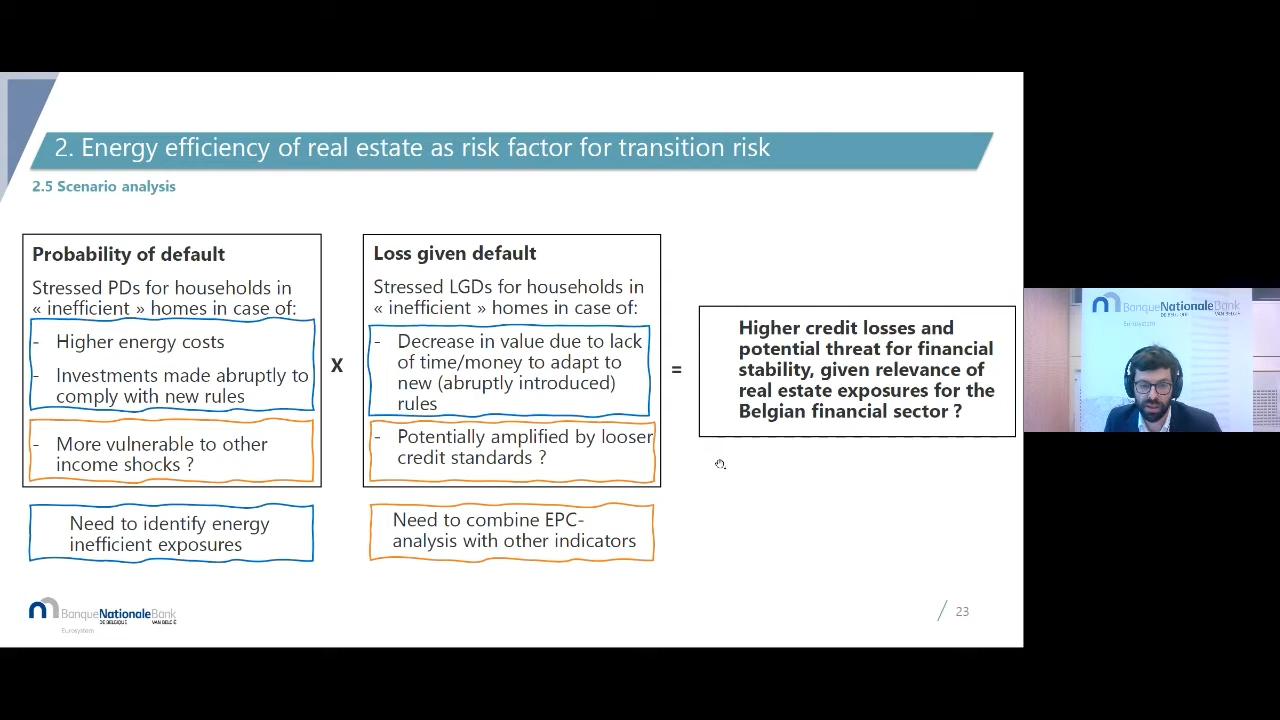 2. Energy efficiency of real estate as risk factor for transition risk
2.5 Scenario analysis
Probability of default
Stressed PDs for households in
« inefficient » homes in case of:
- Higher energy costs
- Investments made abruptly to
comply with new rules
- More vulnerable to other
income shocks ?
Need to identify energy
inefficient exposures
X
Loss given default
Stressed LGDs for households in
« inefficient » homes in case of:
- Decrease in value due to lack
of time/money to adapt to
new (abruptly introduced)
rules
- Potentially amplified by looser
credit standards ?
Need to combine EPC-
analysis with other indicators
=
Higher credit losses and
potential threat for financial
stability, given relevance of
real estate exposures for the
Belgian financial sector ?
BanqueNationaleBank
DE BELGIQUE VAN BELGIË
Eurosystem
23
BanqueNationaleBank
DE BELGIQUE VAN BELGIË
Eurosystem